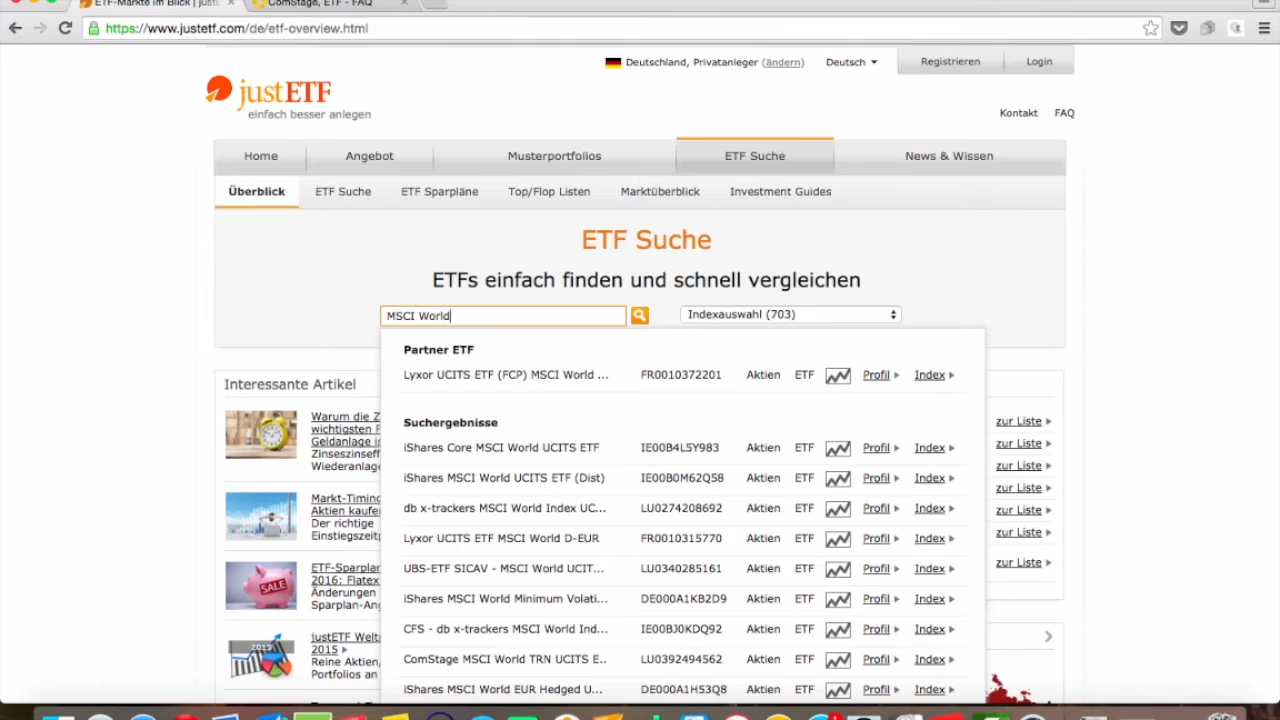 ETF-Märkte im Blick | justETF
ComStage, ETF - FAQ
https://www.justetf.com/de/etf-overview.html
Deutschland, Privatanleger (ändern)
Deutsch
Registrieren
Login
justETF
einfach besser anlegen
Kontakt
FAQ
Home
Angebot
Musterportfolios
ETF Suche
News & Wissen
Überblick
ETF Suche
ETF Sparpläne
Top/Flop Listen
Marktüberblick
Investment Guides
ETF Suche
ETFs einfach finden und schnell vergleichen
MSCI World
Indexauswahl (703)
Partner ETF
Lyxor UCITS ETF (FCP) MSCI World ... FR0010372201 Aktien ETF Profil Index
Suchergebnisse
iShares Core MSCI World UCITS ETF IE00B4L5Y983 Aktien ETF Profil Index
iShares MSCI World UCITS ETF (Dist) IE00B0M62Q58 Aktien ETF Profil Index
db x-trackers MSCI World Index UC... LU0274208692 Aktien ETF Profil Index
Lyxor UCITS ETF MSCI World D-EUR FR0010315770 Aktien ETF Profil Index
UBS-ETF SICAV - MSCI World UCIT... LU0340285161 Aktien ETF Profil Index
iShares MSCI World Minimum Volati... DE000A1KB2D9 Aktien ETF Profil Index
CFS - db x-trackers MSCI World Ind... IE00BJ0KDQ92 Aktien ETF Profil Index
ComStage MSCI World TRN UCITS E.. LU0392494562 Aktien ETF Profil Index
iShares MSCI World EUR Hedged U... DE000A1H53Q8 Aktien ETF Profil Index
Interessante Artikel
Warum die Z
wichtigsten F
Geldanlage is
Zinseszinseff
Wiederanlage
Markt-Timing
Aktien kaufe
Der richtige
Einstiegszeitp
ETF-Sparplan
2016: Flatex
Änderungen
Sparplan-Ang
justETF Welt
2015
Reine Aktien,
Portfolios an
zur Liste
zur Liste
zur Liste
zur Liste
zur Liste
zur Liste
zur Liste